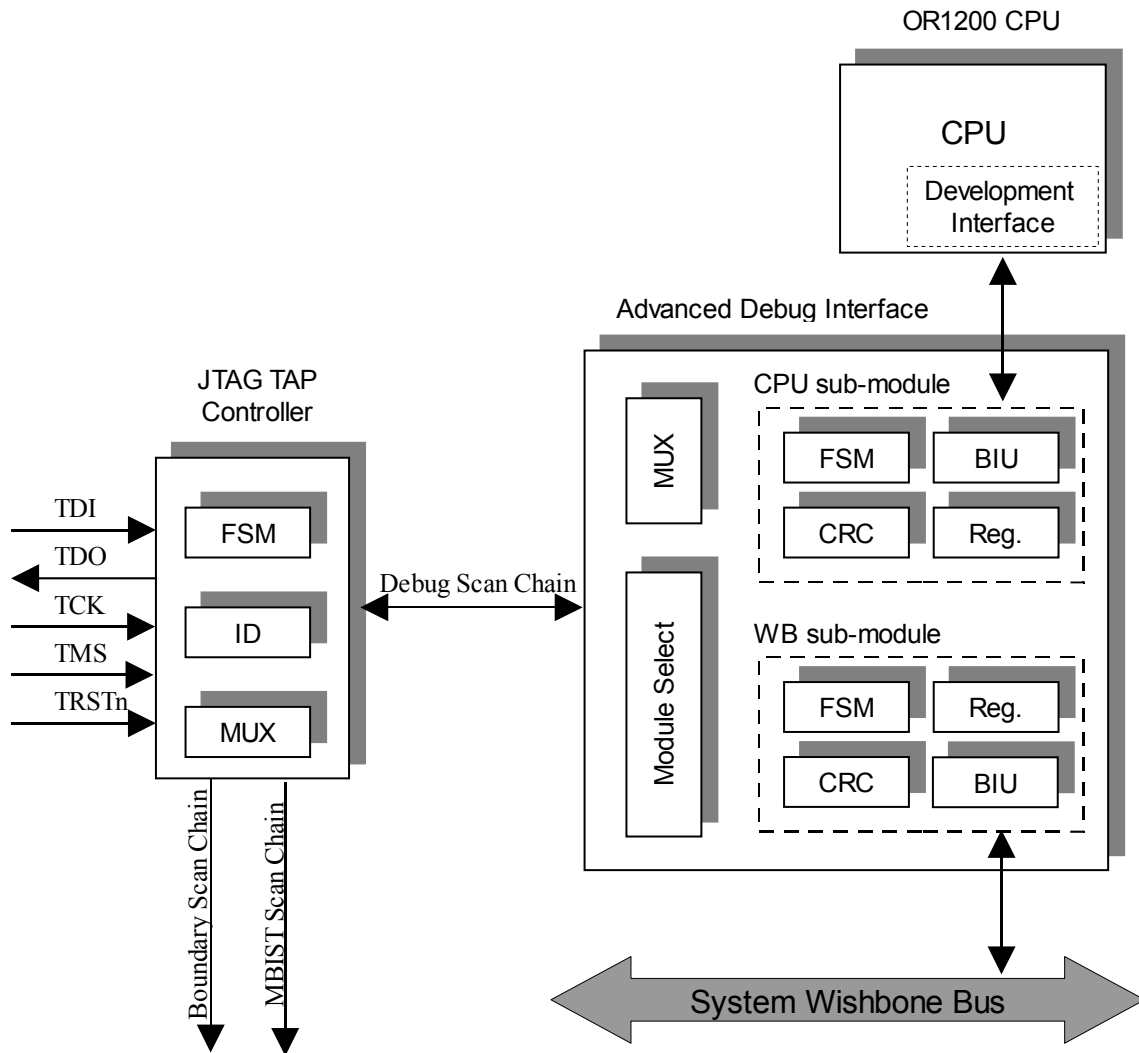 OR1200 CPU
CPU
Development
Interface
Advanced Debug Interface
JTAG TAP
Controller
TDI
TDO
TCK
TMS
TRSTn
FSM
ID
MUX
Debug Scan Chain
Boundary Scan Chain
MBIST Scan Chain
MUX
Module Select
CPU sub-module
FSM
BIU
CRC
Reg.
WB sub-module
FSM
Reg.
CRC
BIU
System Wishbone Bus